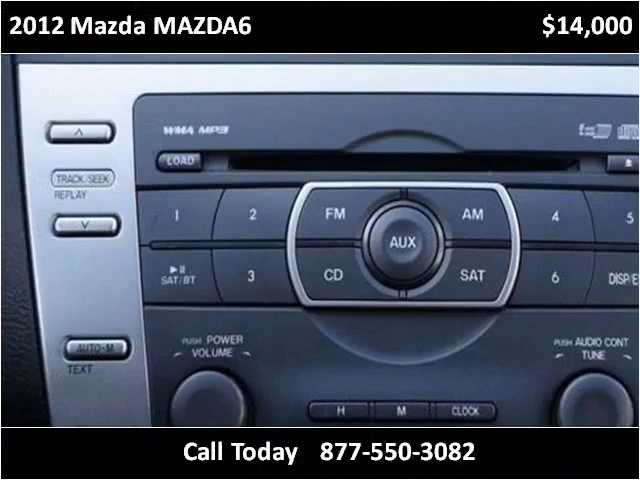 2012 Mazda MAZDA6 $14,000
WMA MP3
LOAD
TRACK/SEEK
REPLAY
1 2 FM AM 4 5
AUX
SAT/BT 3 CD SAT 6 DISP/E
PUSH POWER
VOLUME
PUSH AUDIO CONT
TUNE
AUTO-M
TEXT
H M CLOCK
Call Today 877-550-3082